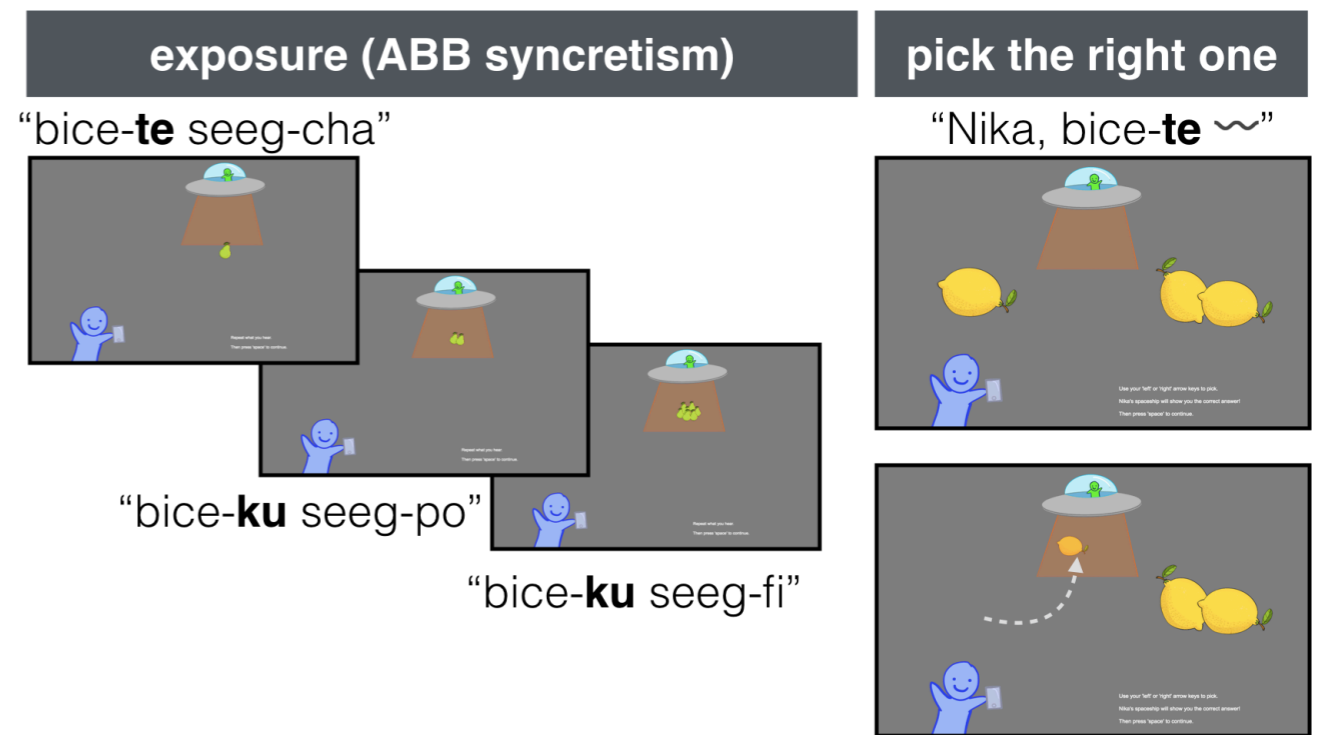 exposure (ABB syncretism)
pick the right one
“bice-te seeg-cha”
“Nika, bice-te ”
Repeat what you hear.
Then press 'space' to continue.
Repeat what you hear.
Then press 'space' to continue.
Repeat what you hear.
Then press 'space' to continue.
“bice-ku seeg-po”
“bice-ku seeg-fi”
Use your 'left' or 'right' arrow keys to pick.
Nika's spaceship will show you the correct answer!
Then press 'space' to continue.
Use your 'left' or 'right' arrow keys to pick.
Nika's spaceship will show you the correct answer!
Then press 'space' to continue.